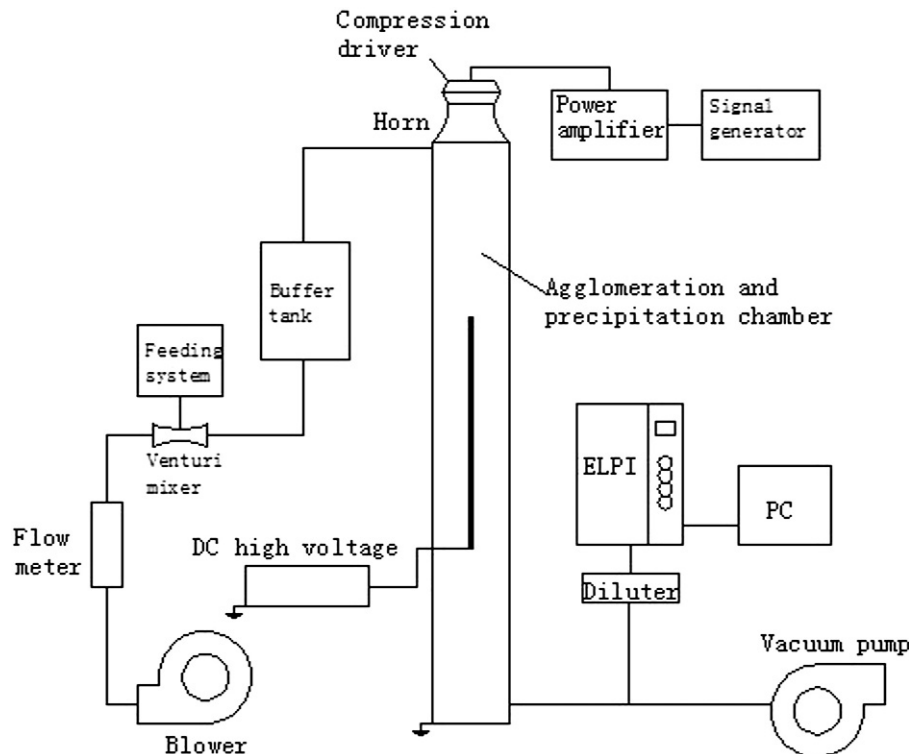 Compression
driver
Horn
Power
amplifier
Signal
generator
Buffer
tank
Agglomeration and
precipitation chamber
Feeding
system
Venturi
mixer
ELPI
PC
Flow
meter
DC high voltage
Diluter
Vacuum pump
Blower